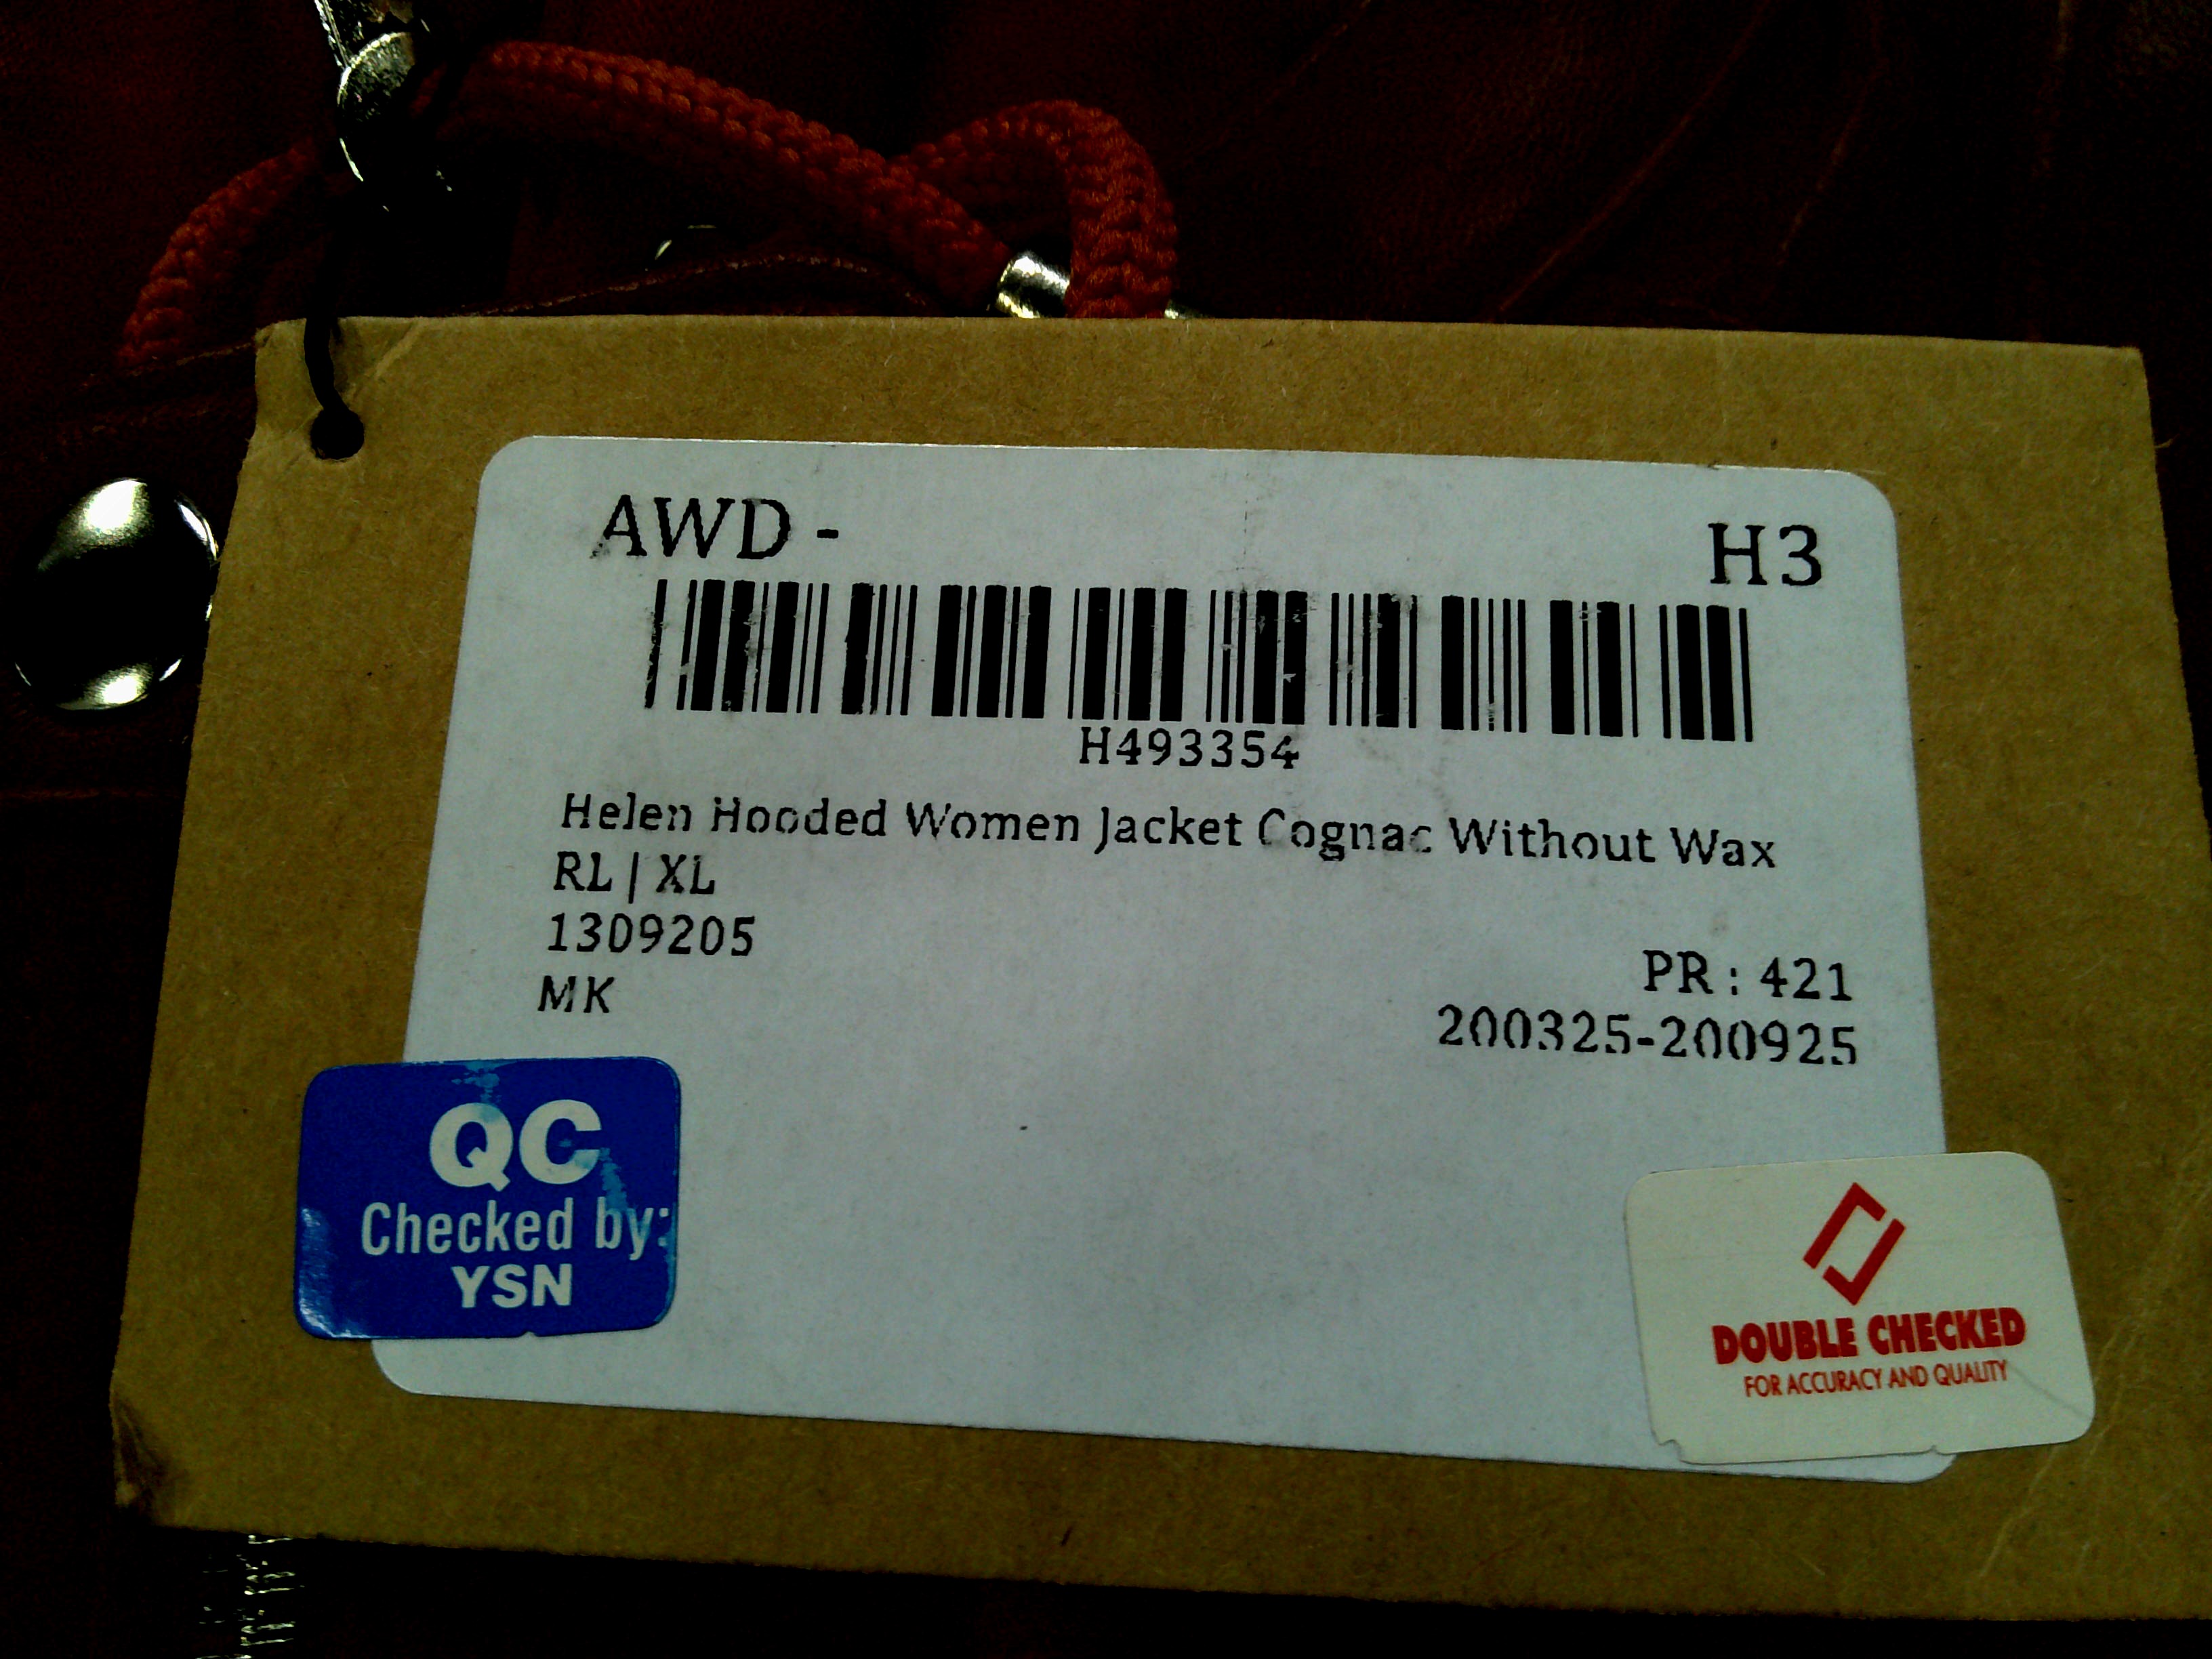 AWD - H3
H493354
Helen Hooded Women Jacket Cognac Without Wax
RL | XL
1309205
MK
PR : 421
200325-200925
QC
Checked by:
YSN
DOUBLE CHECKED
FOR ACCURACY AND QUALITY